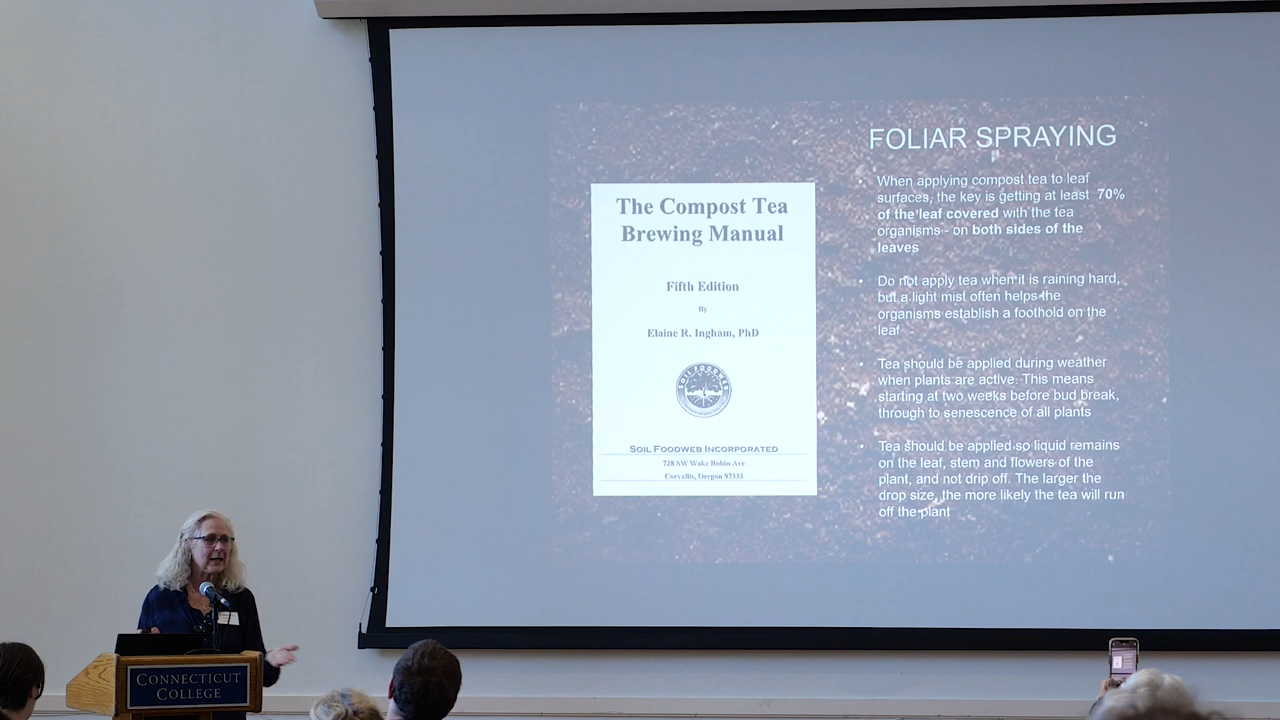 FOLIAR SPRAYING
When applying compost tea to leaf
surfaces, the key is getting at least 70%
of the leaf covered with the tea
organisms - on both sides of the
leaves
• Do not apply tea when it is raining hard,
but a light mist often helps the
organisms establish a foothold on the
leaf
• Tea should be applied during weather
when plants are active. This means
starting at two weeks before bud break,
through to senescence of all plants
• Tea should be applied so liquid remains
on the leaf, stem and flowers of the
plant, and not drip off. The larger the
drop size, the more likely the tea will run
off the plant
The Compost Tea
Brewing Manual
Fifth Edition
By
Elaine R. Ingham, PhD
SOIL FOODWEB
SOIL FOODWEB INCORPORATED
728 SW Wake Robin Ave
Corvallis, Oregon 97333
CONNECTICUT
COLLEGE